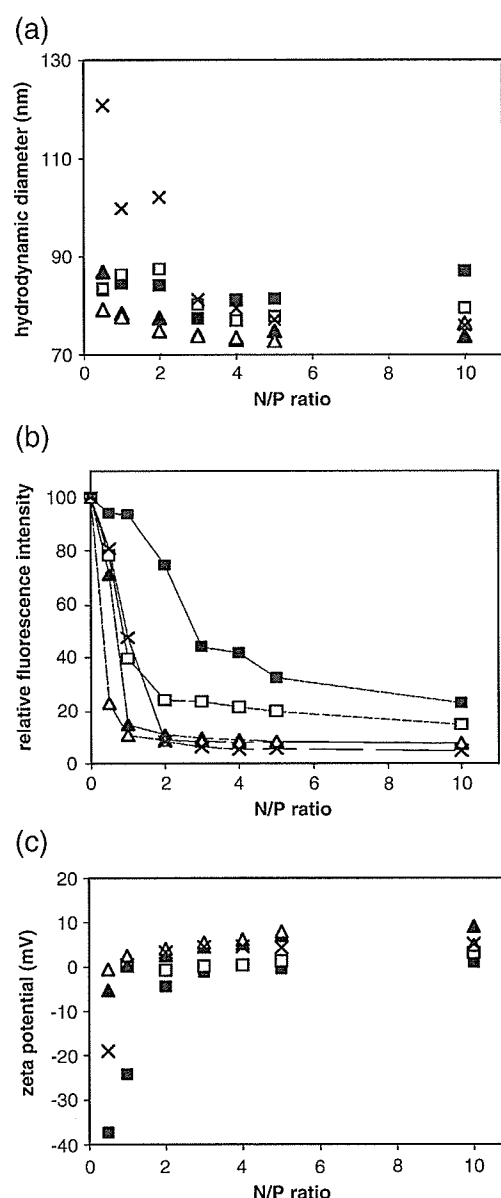 (a)
130
110
90
70
hydrodynamic diameter (nm)
0 2 4 6 8 10
N/P ratio
(b)
100
80
60
40
20
0
relative fluorescence intensity
0 2 4 6 8 10
N/P ratio
(c)
20
10
0
-10
-20
-30
-40
zeta potential (mV)
0 2 4 6 8 10
N/P ratio